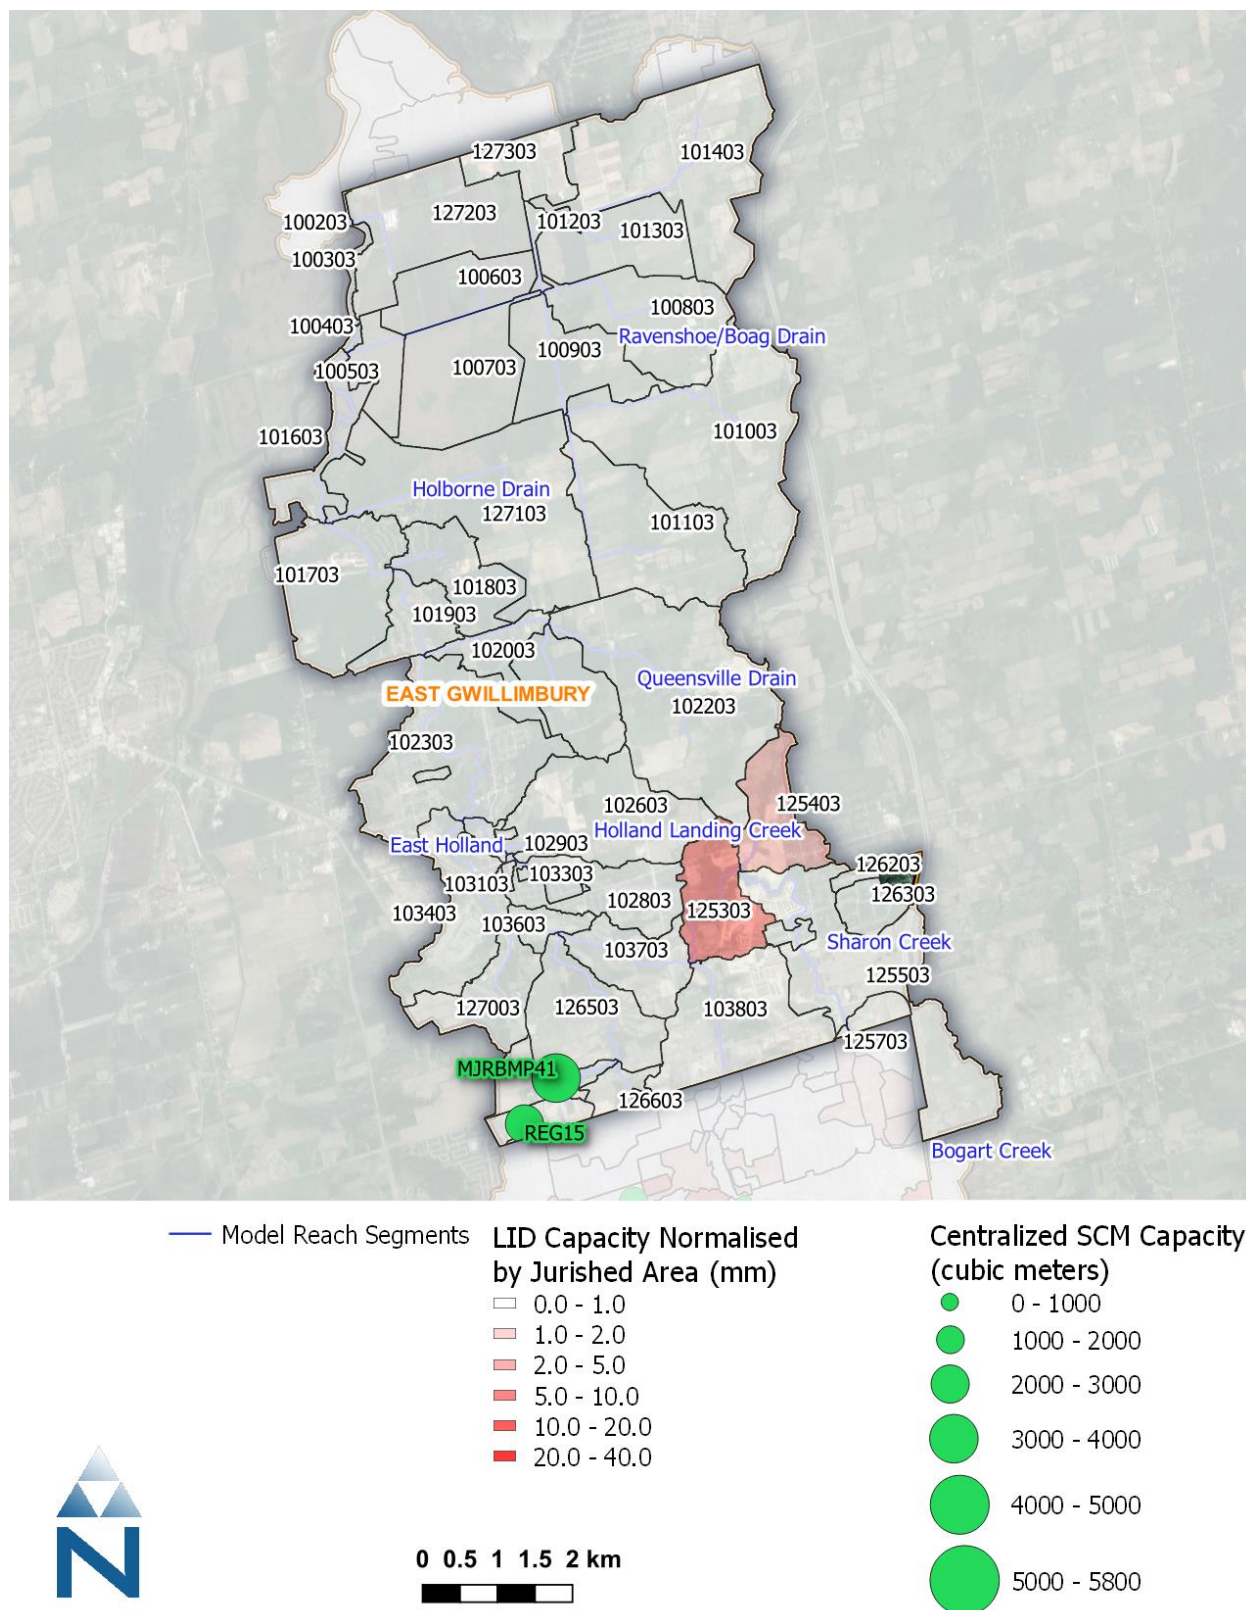 127303
101403
100203
127203
101203
101303
100303
100603
100403
100803
Ravenshoe/Boag Drain
100903
100503
100703
101603
101003
Holborne Drain
127103
101103
101703
101803
101903
102003
Queensville Drain
EAST GWILLIMBURY
102203
102303
102603
125403
Holland Landing Creek
East Holland
102903
126203
103303
103103
126303
102803
103403
125303
103603
Sharon Creek
103703
125503
127003
126503
103803
125703
MJRBMP41
126603
REG15
Bogart Creek
Model Reach Segments
LID Capacity Normalised
by Jurished Area (mm)
0.0 - 1.0
1.0 - 2.0
2.0 - 5.0
5.0 - 10.0
10.0 - 20.0
20.0 - 40.0
Centralized SCM Capacity
(cubic meters)
0 - 1000
1000 - 2000
2000 - 3000
3000 - 4000
4000 - 5000
5000 - 5800
N
0 0.5 1 1.5 2 km